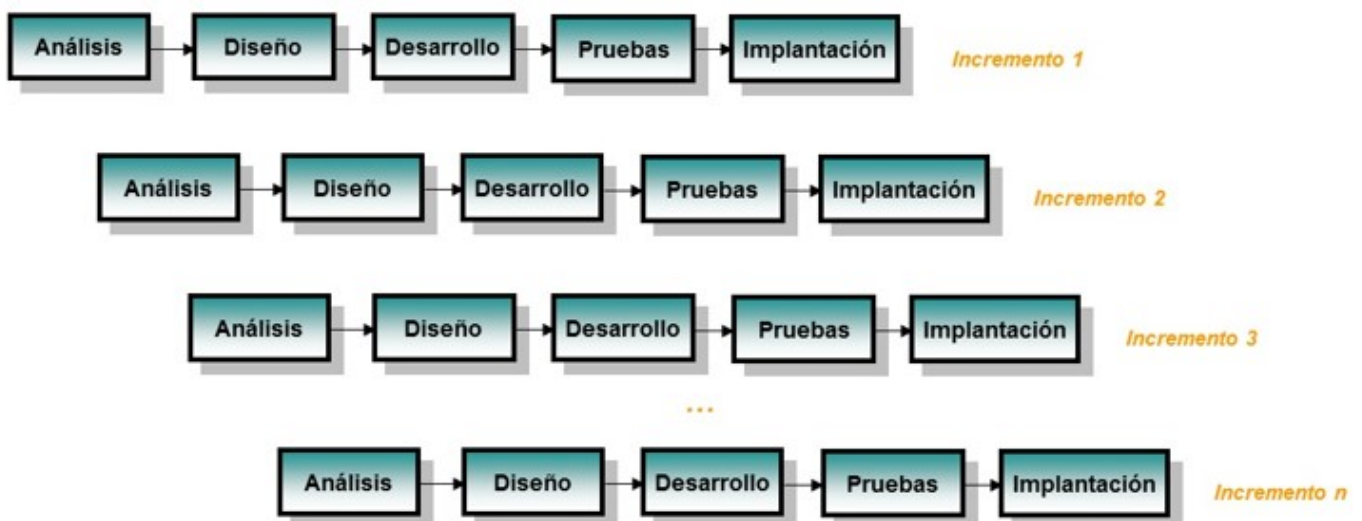 Análisis Diseño Desarrollo Pruebas Implantación Incremento 1
Análisis Diseño Desarrollo Pruebas Implantación Incremento 2
Análisis Diseño Desarrollo Pruebas Implantación Incremento 3
...
Análisis Diseño Desarrollo Pruebas Implantación Incremento n